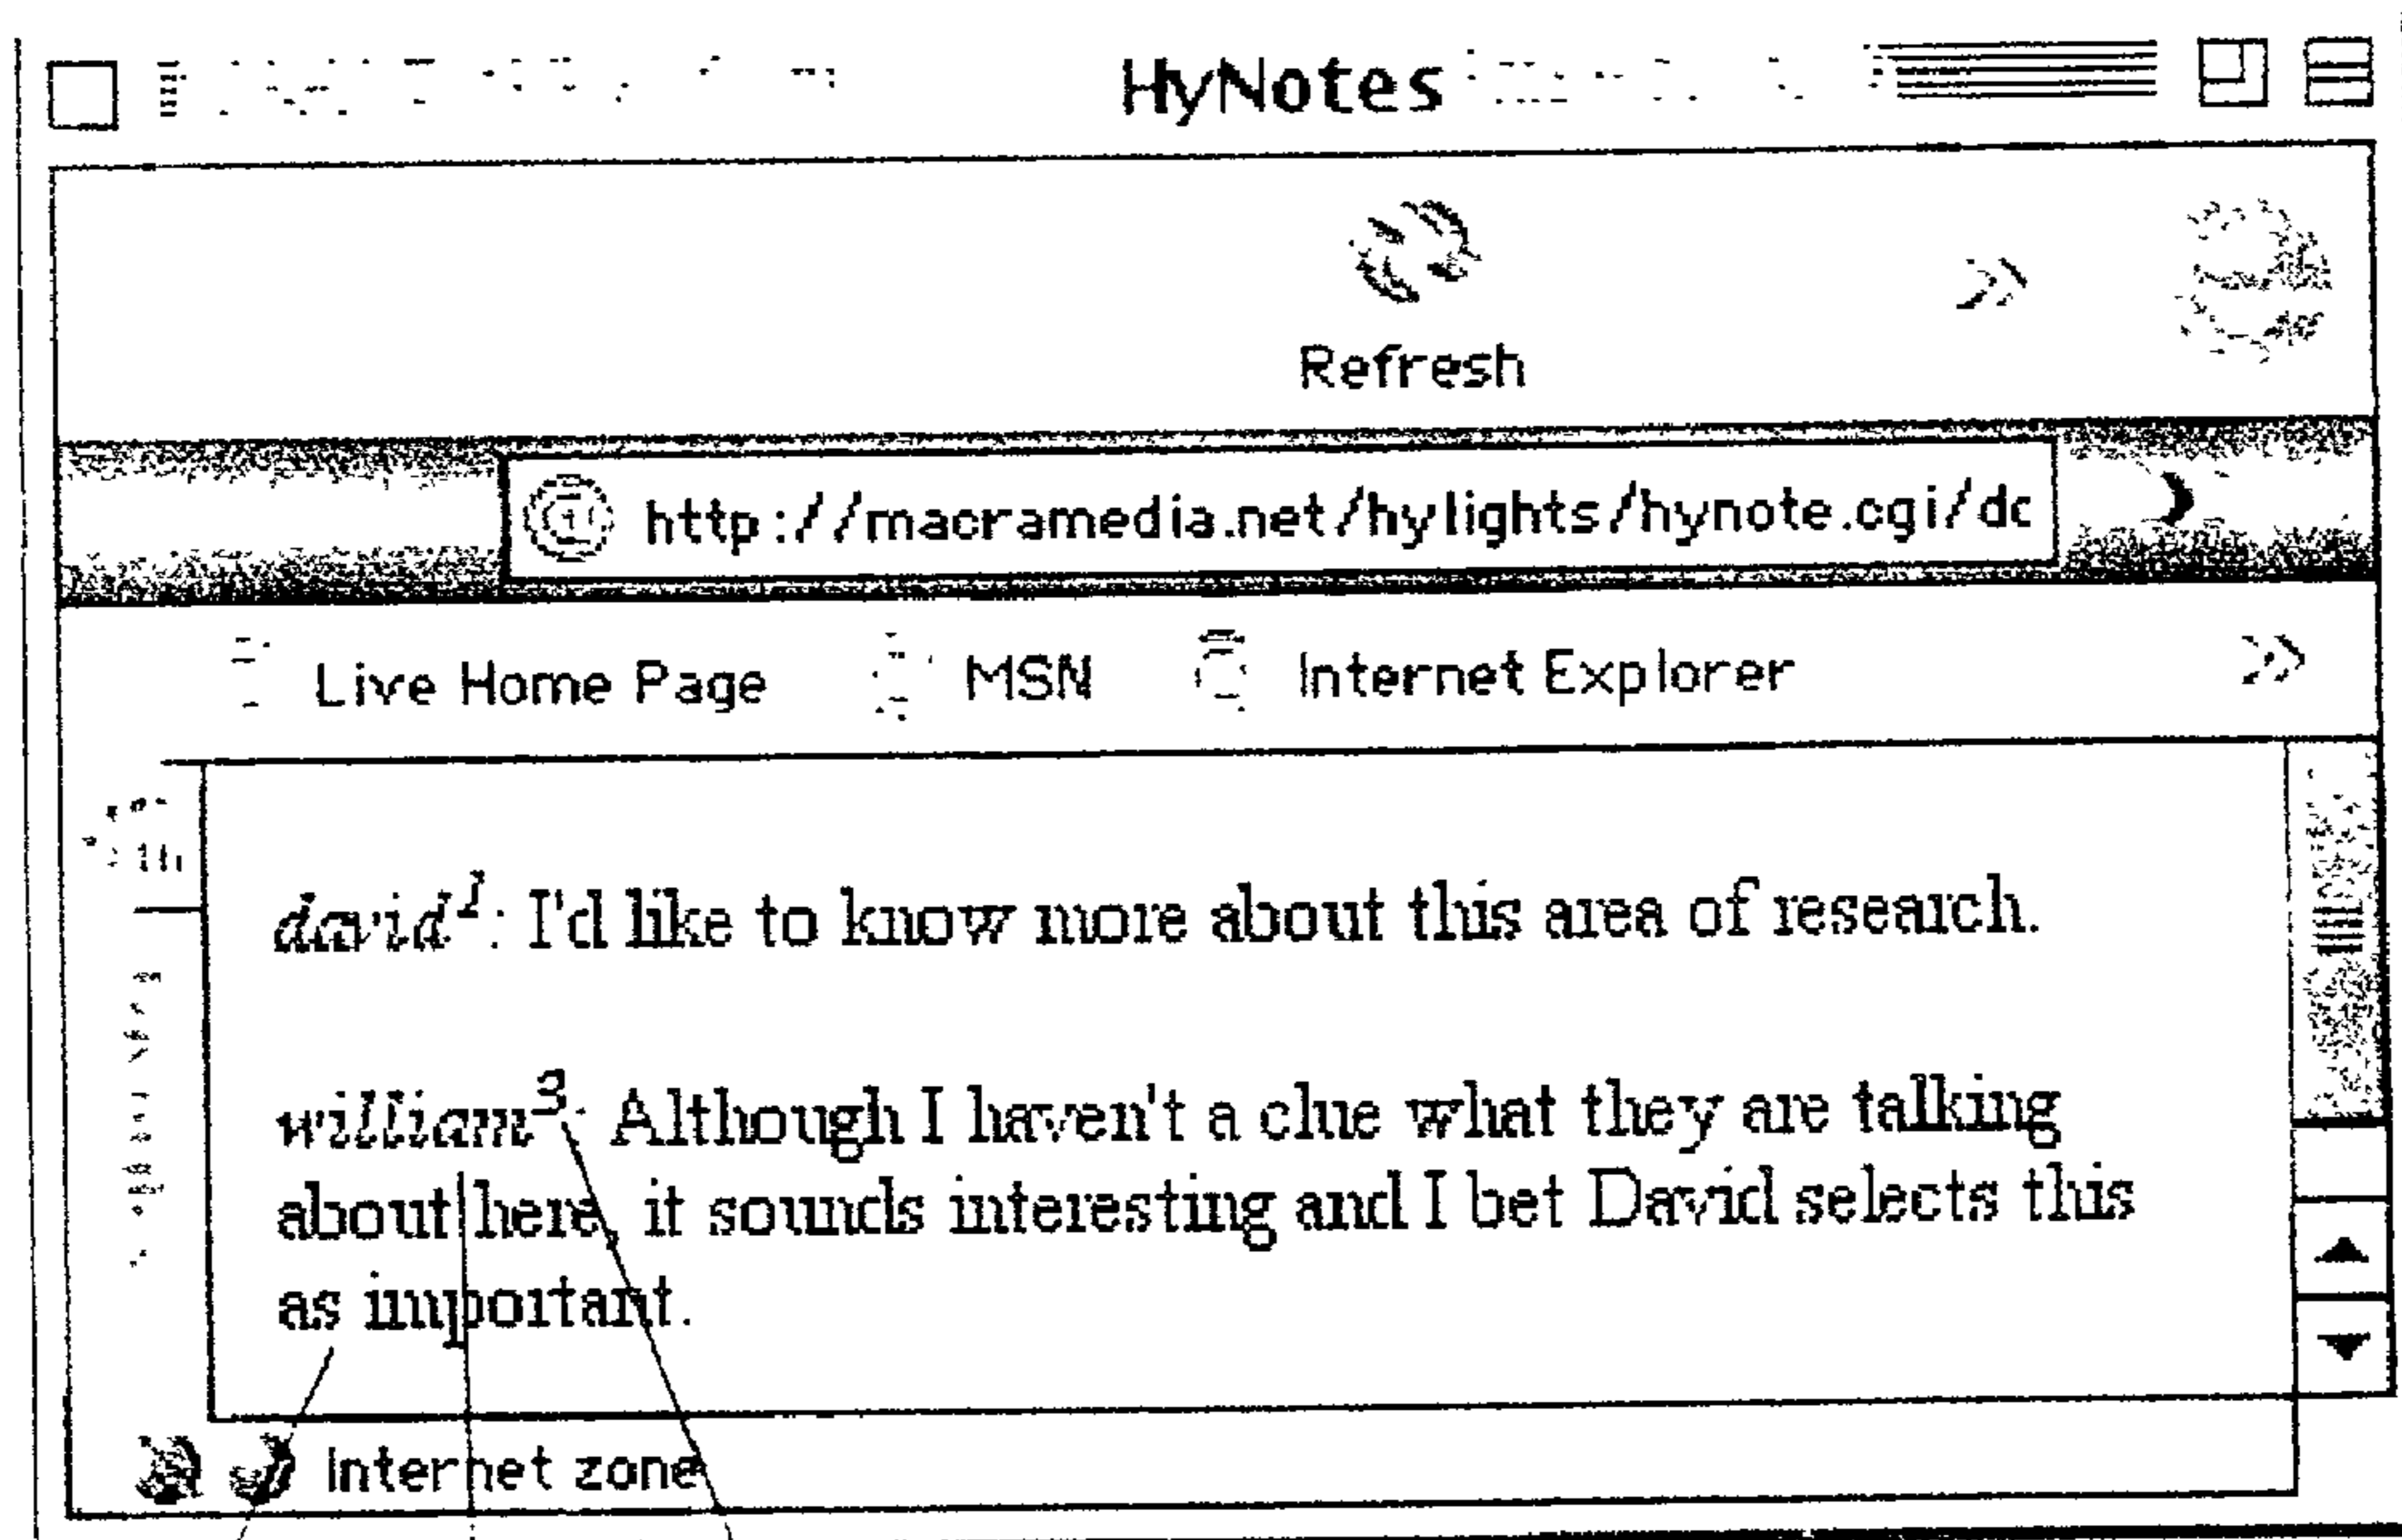 HyNotes
Refresh
http://macramedia.net/hylights/hynote.cgi/dc
Live Home Page MSN Internet Explorer
david1: I'd like to know more about this area of research.
william3: Although I haven't a clue what they are talking
about here, it sounds interesting and I bet David selects this
as important.
Internet zone